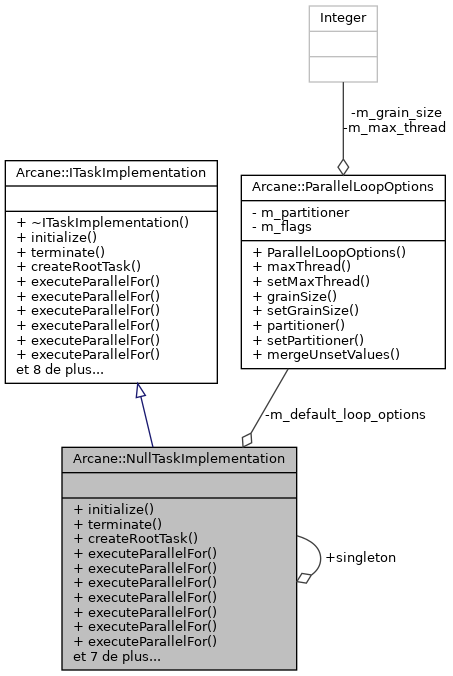 Integer
-m_grain_size
-m_max_thread
Arcane::ITaskImplementation
+ ~ITaskImplementation()
+ initialize()
+ terminate()
+ createRootTask()
+ executeParallelFor()
+ executeParallelFor()
+ executeParallelFor()
+ executeParallelFor()
+ executeParallelFor()
+ executeParallelFor()
et 8 de plus...
Arcane::ParallelLoopOptions
- m_partitioner
- m_flags
+ ParallelLoopOptions()
+ maxThread()
+ setMaxThread()
+ grainSize()
+ setGrainSize()
+ partitioner()
+ setPartitioner()
+ mergeUnsetValues()
-m_default_loop_options
Arcane::NullTaskImplementation
+ initialize()
+ terminate()
+ createRootTask()
+ executeParallelFor()
+ executeParallelFor()
+ executeParallelFor()
+ executeParallelFor()
+ executeParallelFor()
+ executeParallelFor()
+ executeParallelFor()
et 7 de plus...
+singleton